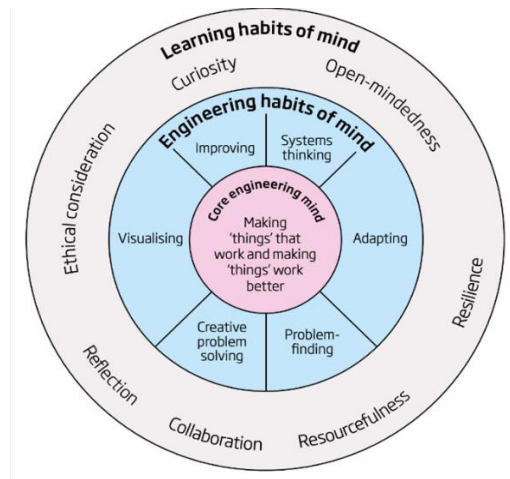 Learning habits of mind
Curiosity
Open-mindedness
Resilience
Resourcefulness
Collaboration
Reflection
Ethical consideration
Engineering habits of mind
Improving
Systems
thinking
Adapting
Problem-
finding
Creative
problem
solving
Visualising
Core engineering mind
Making
'things' that
work and making
'things' work
better